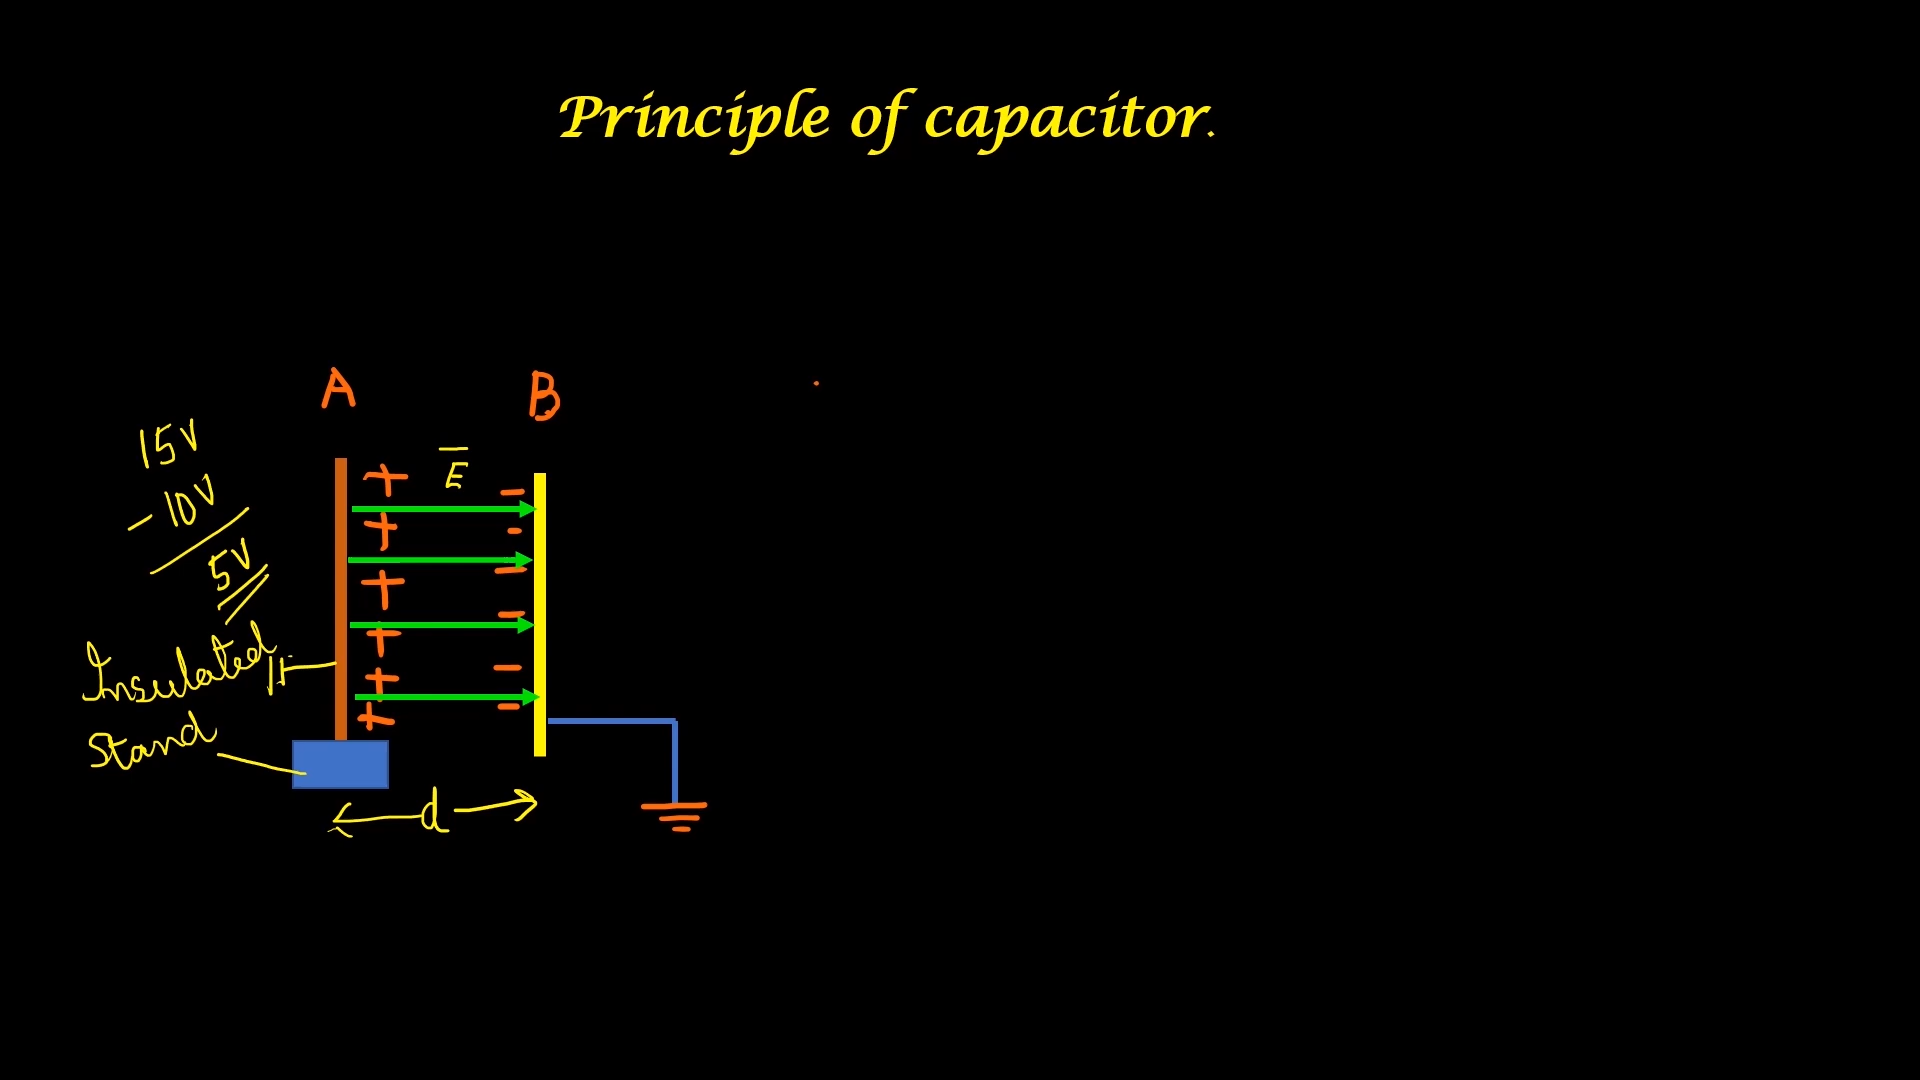 Principle of capacitor.
A
B
15V
- 10V
5V
E
+ -
+ -
+ -
+ -
+ -
+ -
Insulated
Stand
d